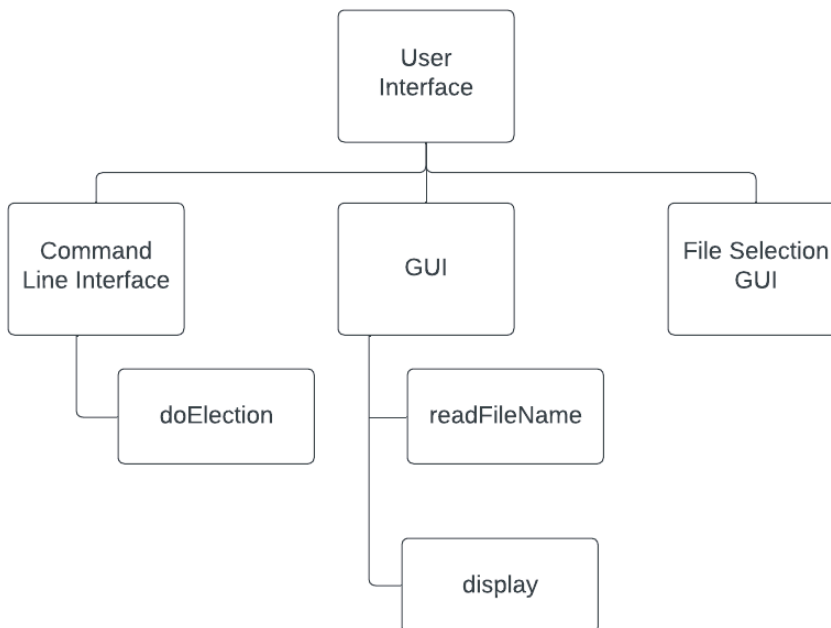 User
Interface
Command
Line Interface
GUI
File Selection
GUI
doElection
readFileName
display